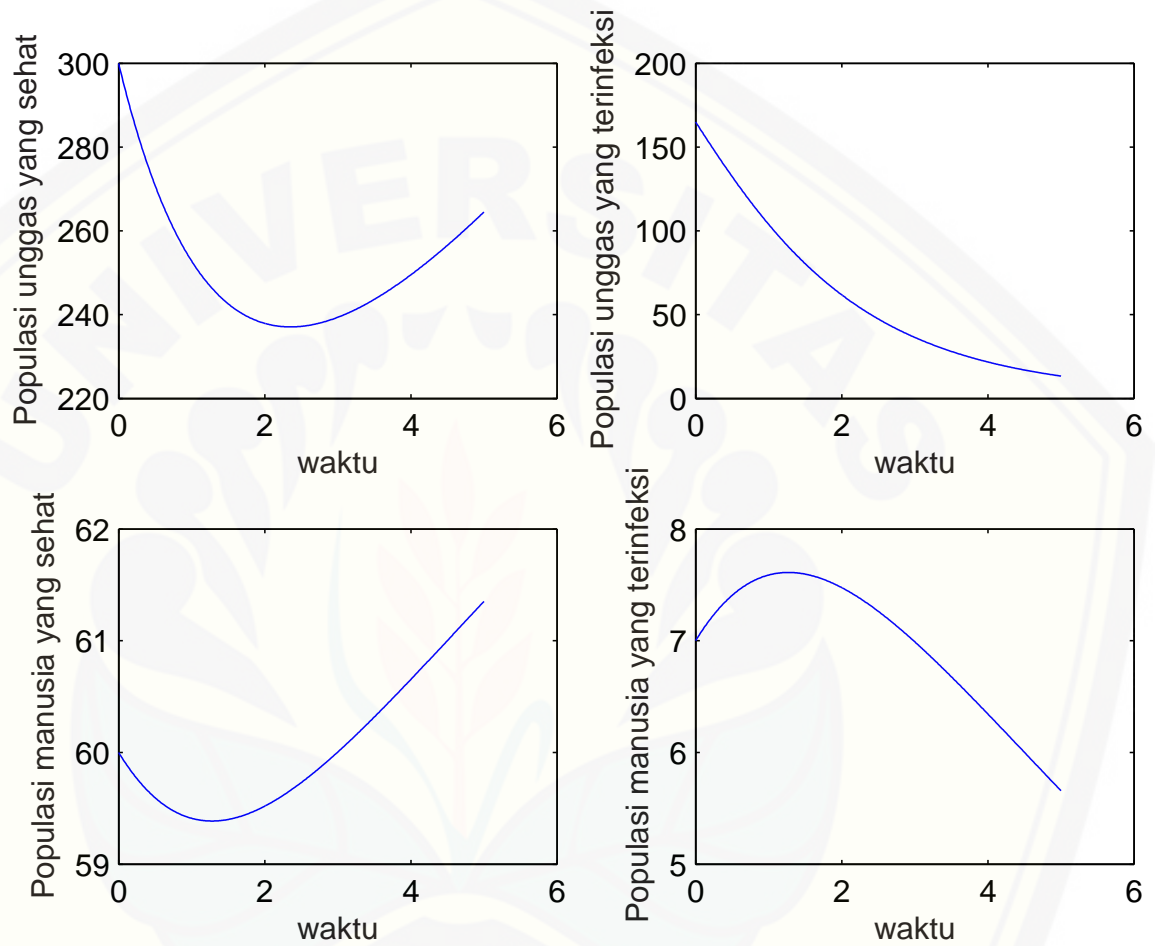 Populasi unggas yang sehat
300
280
260
240
220
0 2 4 6
waktu
Populasi unggas yang terinfeksi
200
150
100
50
0
0 2 4 6
waktu
Populasi manusia yang sehat
62
61
60
59
0 2 4 6
waktu
Populasi manusia yang terinfeksi
8
7
6
5
0 2 4 6
waktu
UNIVERSITAS